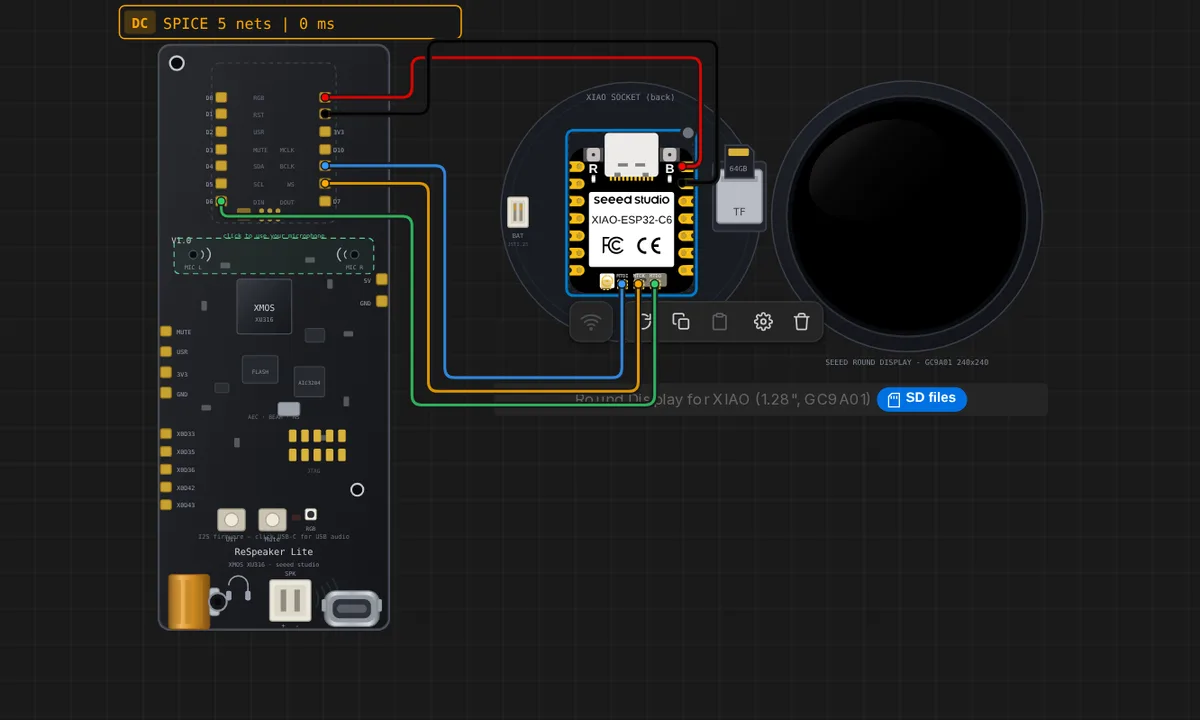 DC SPICE 5 nets | 0 ms
D0 RGB
D1 RST
D2 USR 3V3
D3 MUTE MCLK D10
D4 SDA BCLK
D5 SCL WS
D6 DIN DOUT D7
click to use your microphone
V1.0
MIC L MIC R
5V
GND
XMOS
XU316
MUTE
USR
3V3
GND
FLASH
AIC3204
X0D33
X0D35
X0D36
X0D42
X0D43
JTAG
RGB
I2S firmware - click USB-C for USB audio
ReSpeaker Lite
XMOS XU316 - seeed studio
SPK
+ -
XIAO SOCKET (back)
R B
seeed studio
XIAO-ESP32-C6
FC CE
BAT
64GB
TF
SEEED ROUND DISPLAY - GC9A01 240x240
Round Display for XIAO (1.28", GC9A01)
SD files